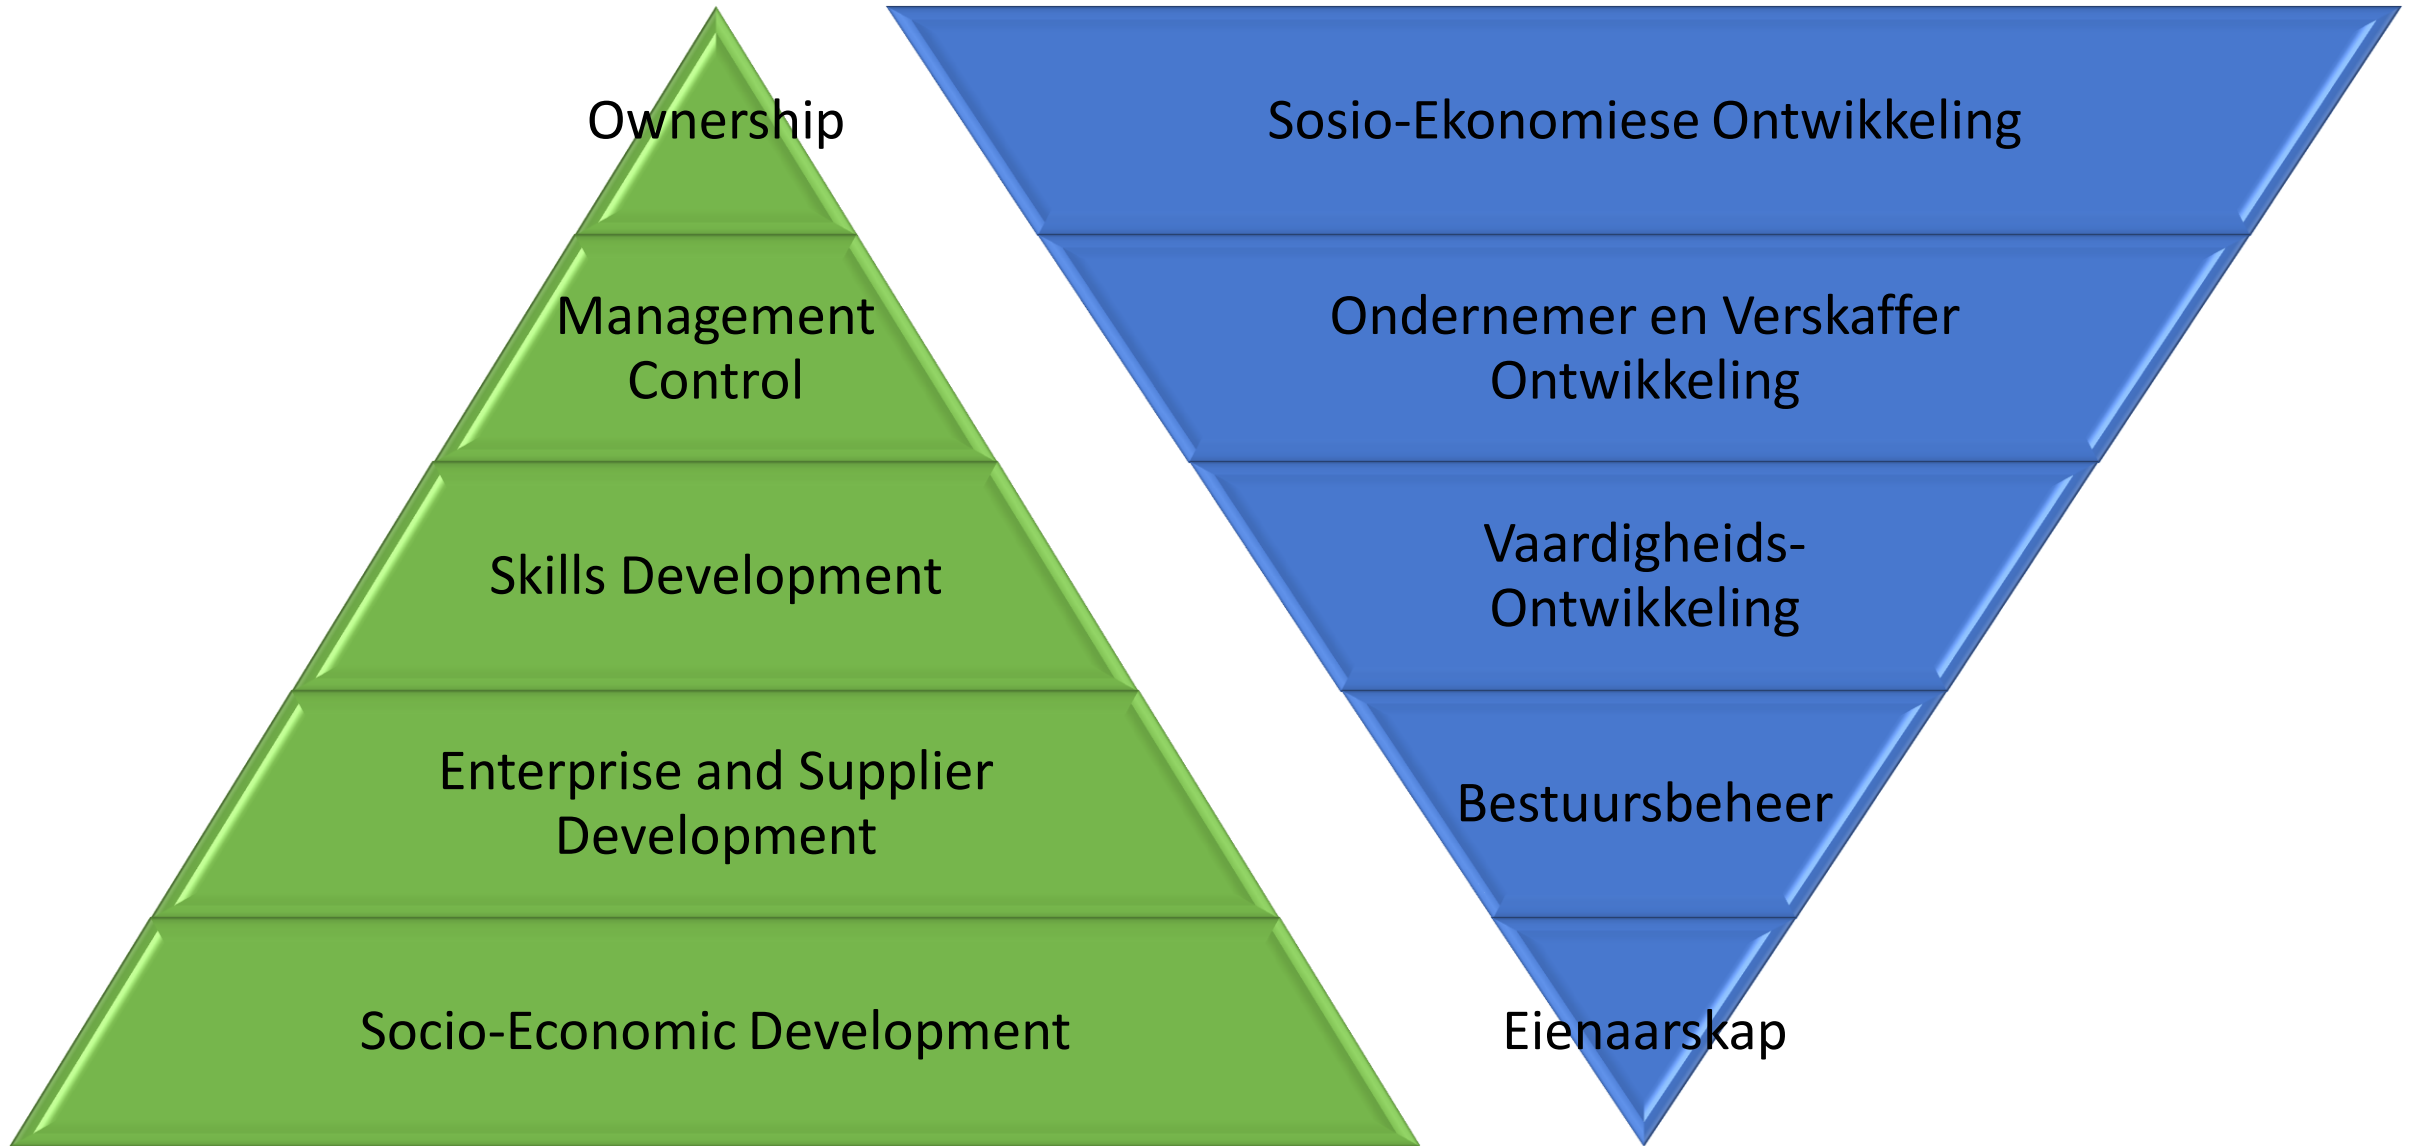 Ownership
Management
Control
Skills Development
Enterprise and Supplier
Development
Socio-Economic Development
Sosio-Ekonomiese Ontwikkeling
Ondernemer en Verskaffer
Ontwikkeling
Vaardigheids-
Ontwikkeling
Bestuursbeheer
Eienaarskap